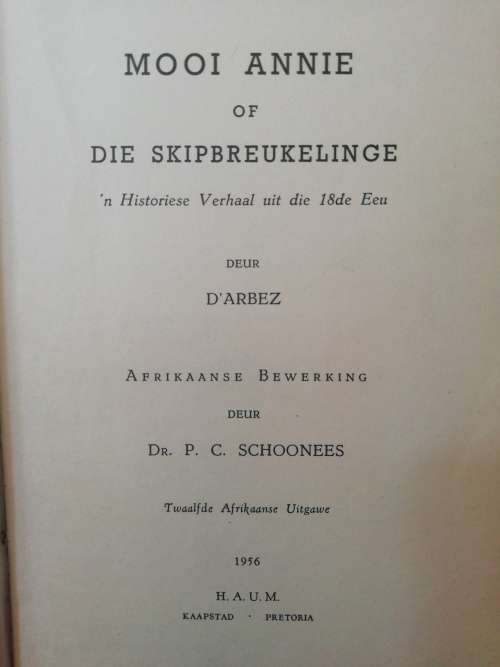 MOOI ANNIE
OF
DIE SKIPBREUKELINGE
'n Historiese Verhaal uit die 18de Eeu
DEUR
D'ARBEZ
AFRIKAANSE BEWERKING
DEUR
DR. P. C. SCHOONEES
Twaalfde Afrikaanse Uitgawe
1956
H. A. U. M.
KAAPSTAD · PRETORIA